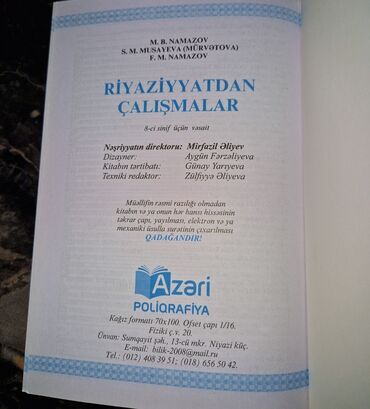 M. B. NAMAZOV
S. M. MUSAYEVA (MÜRVƏTOVA)
F. M. NAMAZOV
RİYAZİYYATDAN
ÇALIŞMALAR
8-ci sinif üçün vəsait
Nəşriyyatın direktoru: Mirfazil Əliyev
Dizayner: Aygün Fərzəliyeva
Kitabın tərtibatı: Günay Yarıyeva
Texniki redaktor: Zülfiyyə Əliyeva
Müəllifin rəsmi razılığı olmadan
kitabın və ya onun hər hansı hissəsinin
təkrar çapı, yayılması, elektron və ya
mexaniki üsulla surətinin çıxarılması
QADAĞANDIR!
Azəri
POLİQRAFİYA
Kağız formatı 70x100. Ofset çapı 1/16.
Fiziki ç.v. 20.
Ünvan: Sumqayıt şəh., 13-cü mkr. Niyazi küç.
E-mail: bilik-2008@mail.ru
Tel.: (012) 408 39 51; (018) 656 50 42.